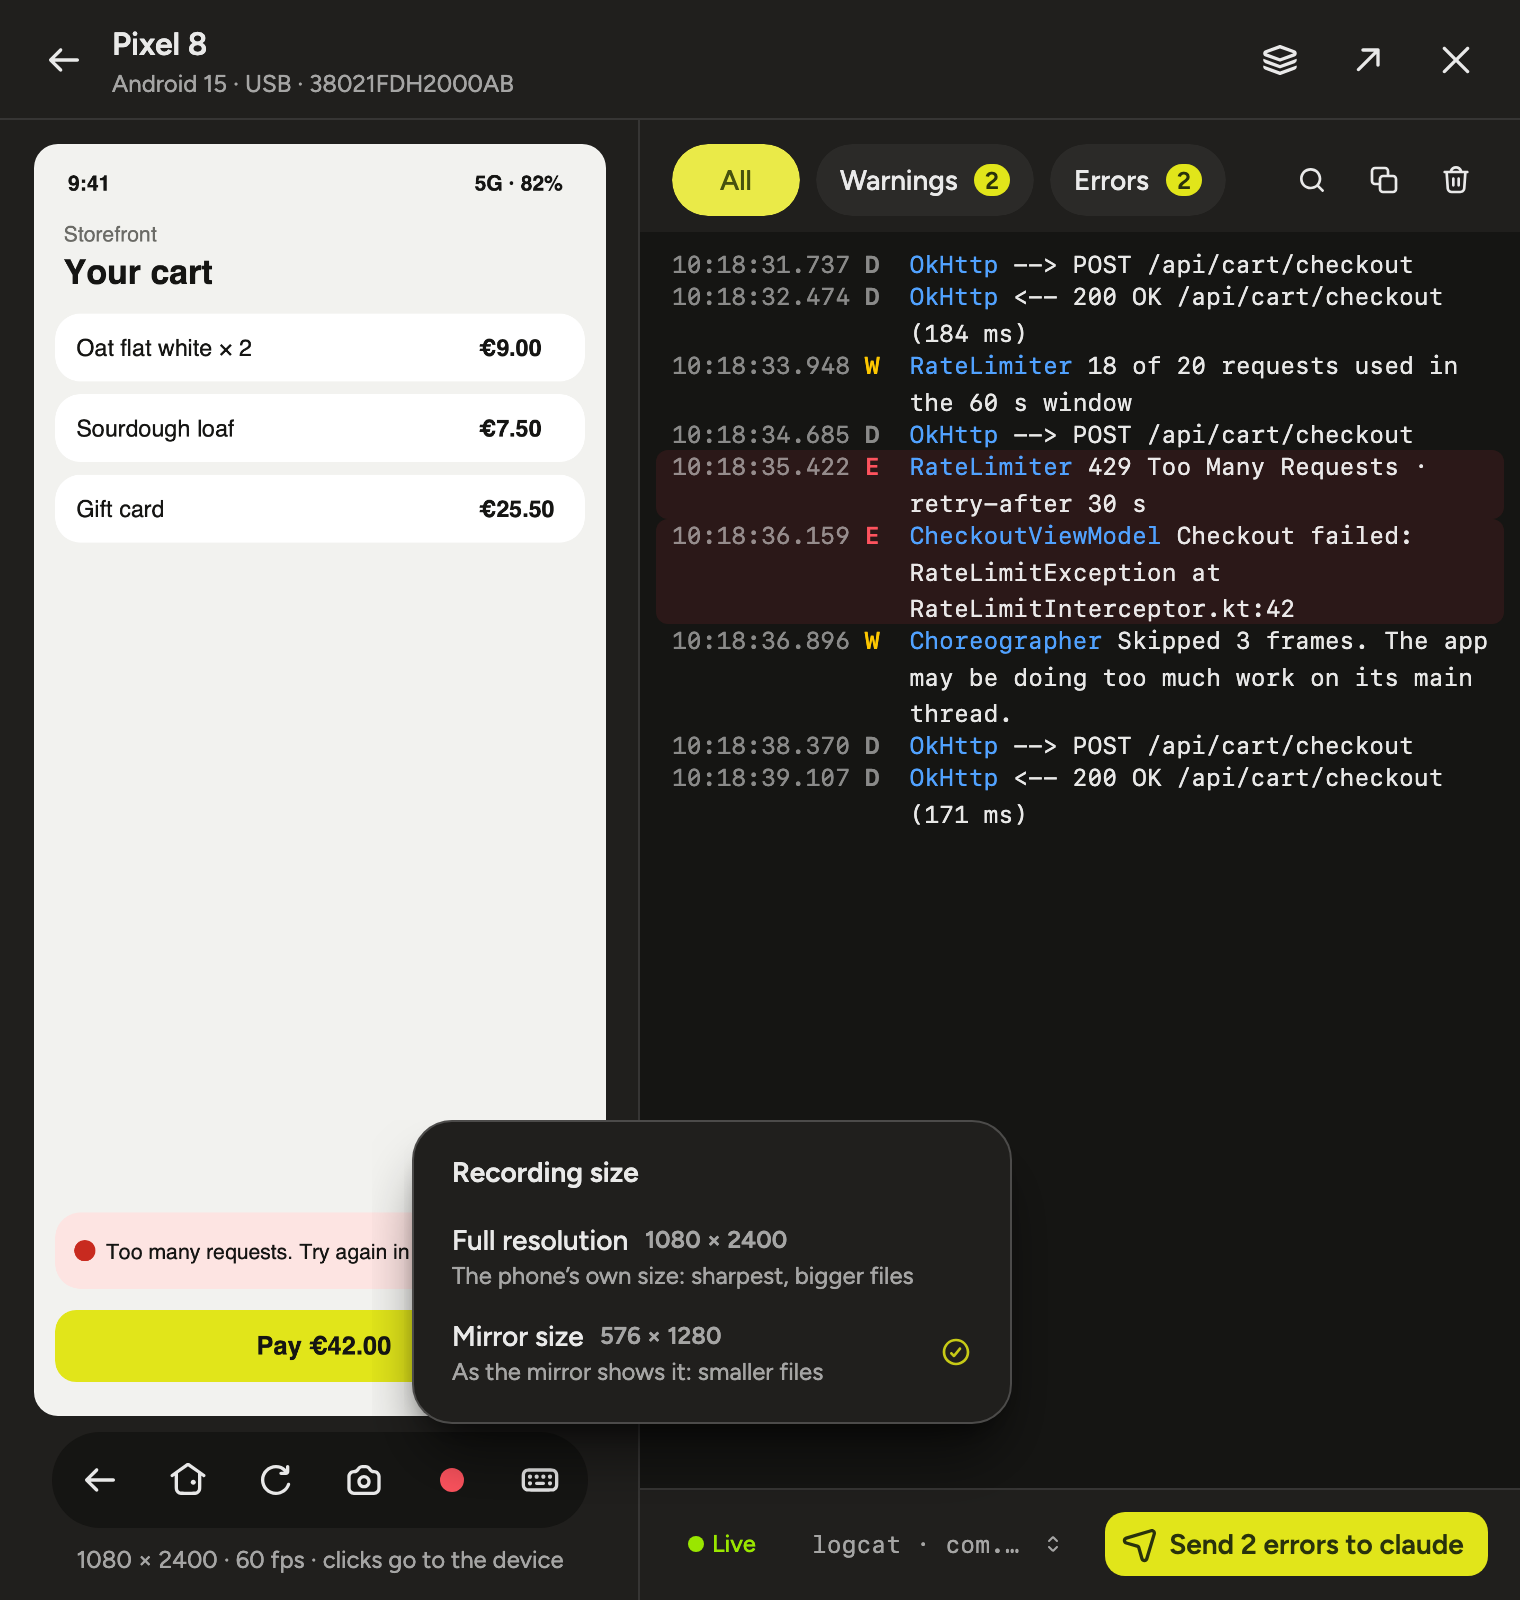 Pixel 8
Android 15 · USB · 38021FDH2000AB
9:41
5G · 82%
Storefront
Your cart
Oat flat white × 2 €9.00
Sourdough loaf €7.50
Gift card €25.50
Too many requests. Try again in
Pay €42.00
1080 × 2400 · 60 fps · clicks go to the device
All
Warnings 2
Errors 2
10:18:31.737 D OkHttp --> POST /api/cart/checkout
10:18:32.474 D OkHttp <-- 200 OK /api/cart/checkout
(184 ms)
10:18:33.948 W RateLimiter 18 of 20 requests used in
the 60 s window
10:18:34.685 D OkHttp --> POST /api/cart/checkout
10:18:35.422 E RateLimiter 429 Too Many Requests ·
retry-after 30 s
10:18:36.159 E CheckoutViewModel Checkout failed:
RateLimitException at
RateLimitInterceptor.kt:42
10:18:36.896 W Choreographer Skipped 3 frames. The app
may be doing too much work on its main
thread.
10:18:38.370 D OkHttp --> POST /api/cart/checkout
10:18:39.107 D OkHttp <-- 200 OK /api/cart/checkout
(171 ms)
Recording size
Full resolution 1080 × 2400
The phone’s own size: sharpest, bigger files
Mirror size 576 × 1280
As the mirror shows it: smaller files
Live
logcat · com.…
Send 2 errors to claude